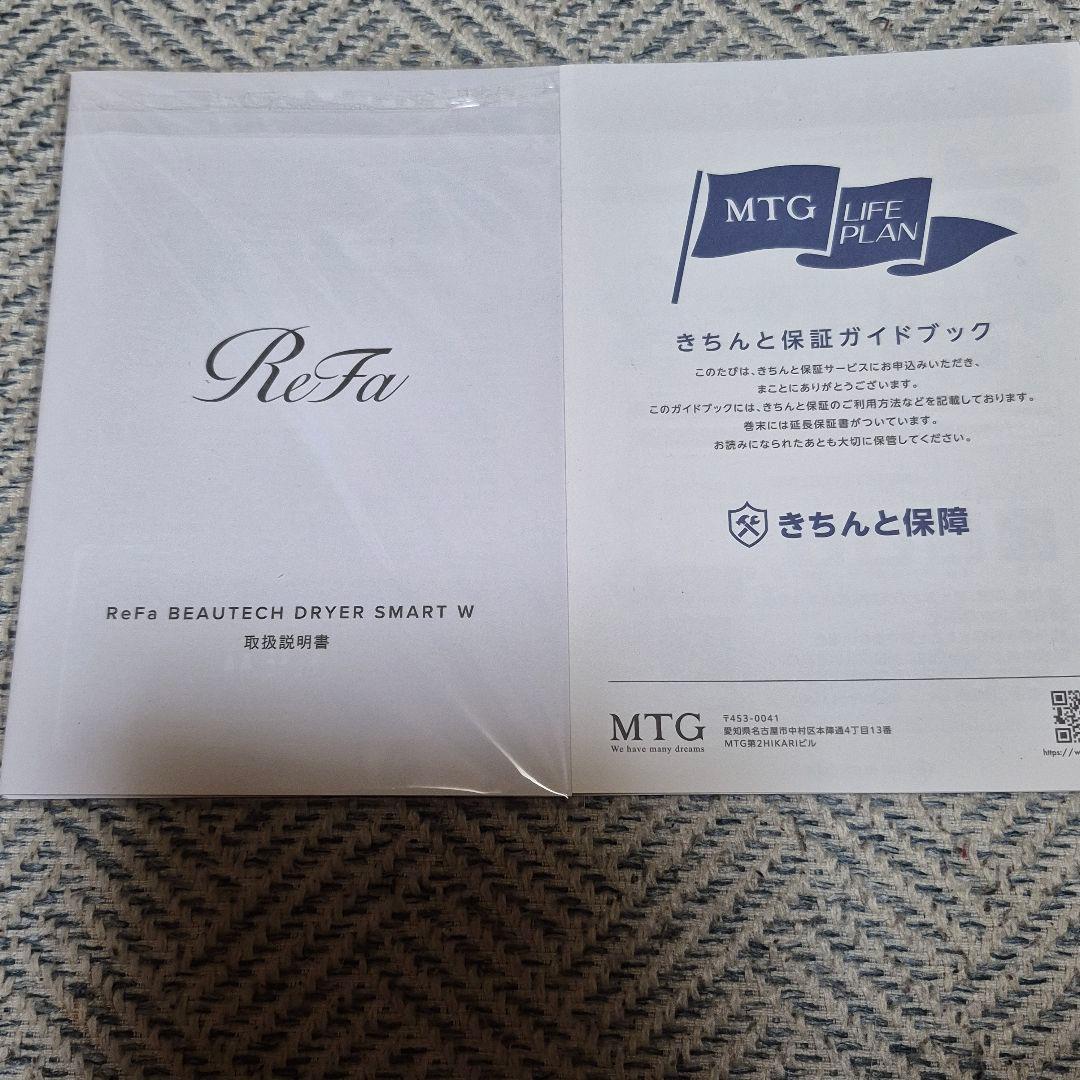 ReFa
ReFa BEAUTECH DRYER SMART W
取扱説明書
MTG
LIFE
PLAN
きちんと保証ガイドブック
このたびは、きちんと保証サービスにお申込みいただき、
まことにありがとうございます。
このガイドブックには、きちんと保証のご利用方法などを記載しております。
巻末には延長保証書がついています。
お読みになられたあとも大切に保管してください。
きちんと保障
MTG
We have many dreams
〒453-0041
愛知県名古屋市中村区本陣通4丁目13番
MTG第2HIKARIビル
https://w